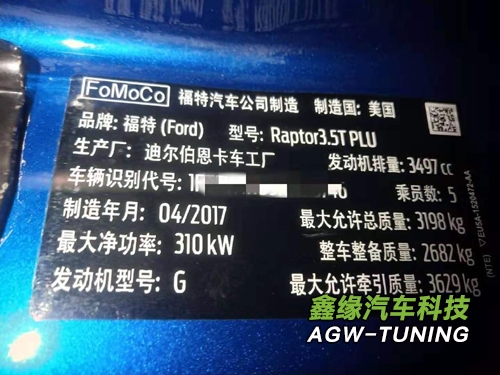 FoMoCo 福特汽车公司制造 制造国: 美国
品牌: 福特 (Ford) 型号: Raptor3.5T PLU
生产厂: 迪尔伯恩卡车工厂 发动机排量: 3497 cc
车辆识别代号: 乘员数: 5
制造年月: 04/2017 最大允许总质量: 3198 kg
最大净功率: 310 kW 整车整备质量: 2682 kg
发动机型号: G 最大允许牵引质量: 3629 kg
(NTE) ▽EU5A-1520472-AA
鑫缘汽车科技
AGW-TUNING